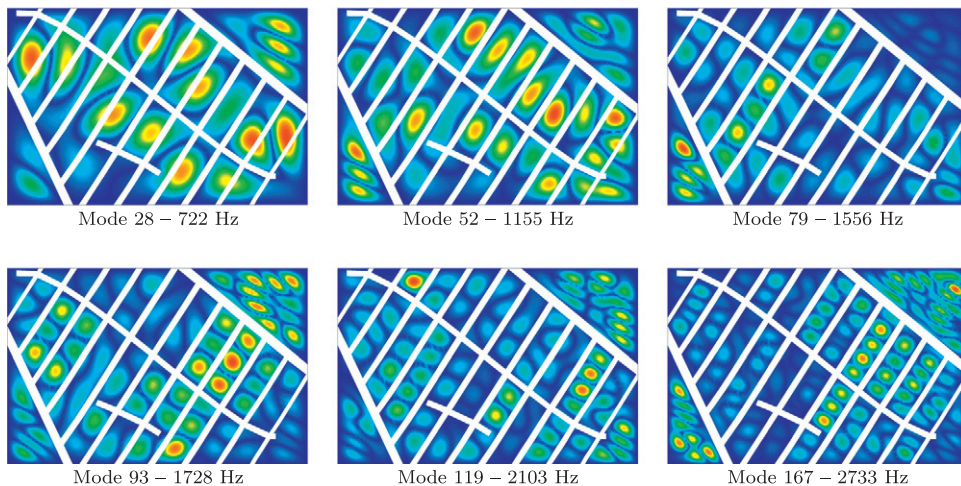 Mode 28 – 722 Hz
Mode 52 – 1155 Hz
Mode 79 – 1556 Hz
Mode 93 – 1728 Hz
Mode 119 – 2103 Hz
Mode 167 – 2733 Hz